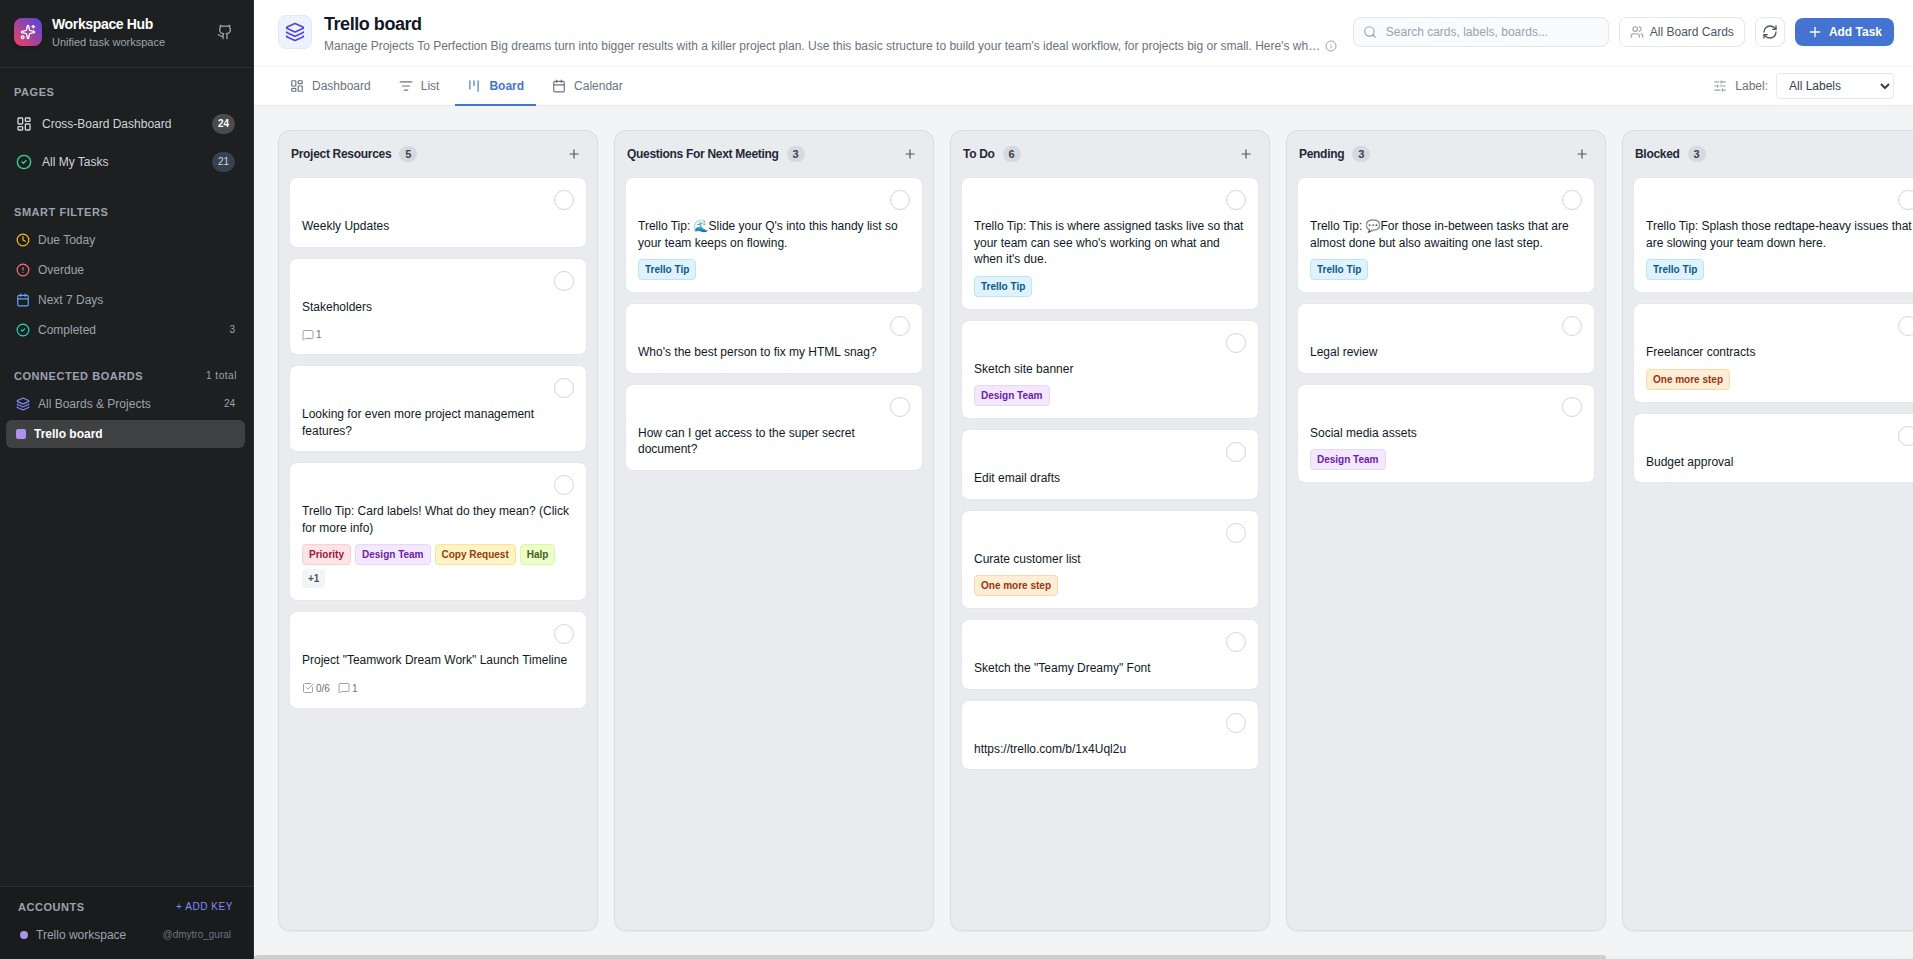 Workspace Hub
Unified task workspace
PAGES
Cross-Board Dashboard 24
All My Tasks 21
SMART FILTERS
Due Today
Overdue
Next 7 Days
Completed 3
CONNECTED BOARDS 1 total
All Boards & Projects 24
Trello board
ACCOUNTS + ADD KEY
Trello workspace @dmytro_gural
Trello board
Manage Projects To Perfection Big dreams turn into bigger results with a killer project plan. Use this basic structure to build your team's ideal workflow, for projects big or small. Here's wh…
Search cards, labels, boards...
All Board Cards
Add Task
Dashboard
List
Board
Calendar
Label: All Labels
Project Resources 5
Weekly Updates
Stakeholders
1
Looking for even more project management
features?
Trello Tip: Card labels! What do they mean? (Click
for more info)
Priority Design Team Copy Request Halp
+1
Project "Teamwork Dream Work" Launch Timeline
0/6 1
Questions For Next Meeting 3
Trello Tip: 🌊Slide your Q's into this handy list so
your team keeps on flowing.
Trello Tip
Who's the best person to fix my HTML snag?
How can I get access to the super secret
document?
To Do 6
Trello Tip: This is where assigned tasks live so that
your team can see who's working on what and
when it's due.
Trello Tip
Sketch site banner
Design Team
Edit email drafts
Curate customer list
One more step
Sketch the "Teamy Dreamy" Font
https://trello.com/b/1x4Uql2u
Pending 3
Trello Tip: 💬For those in-between tasks that are
almost done but also awaiting one last step.
Trello Tip
Legal review
Social media assets
Design Team
Blocked 3
Trello Tip: Splash those redtape-heavy issues that
are slowing your team down here.
Trello Tip
Freelancer contracts
One more step
Budget approval